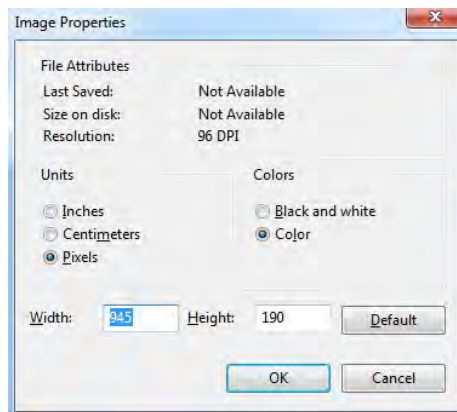 Image Properties
File Attributes
Last Saved: Not Available
Size on disk: Not Available
Resolution: 96 DPI
Units Colors
Inches Black and white
Centimeters Color
Pixels
Width: 945 Height: 190 Default
OK Cancel